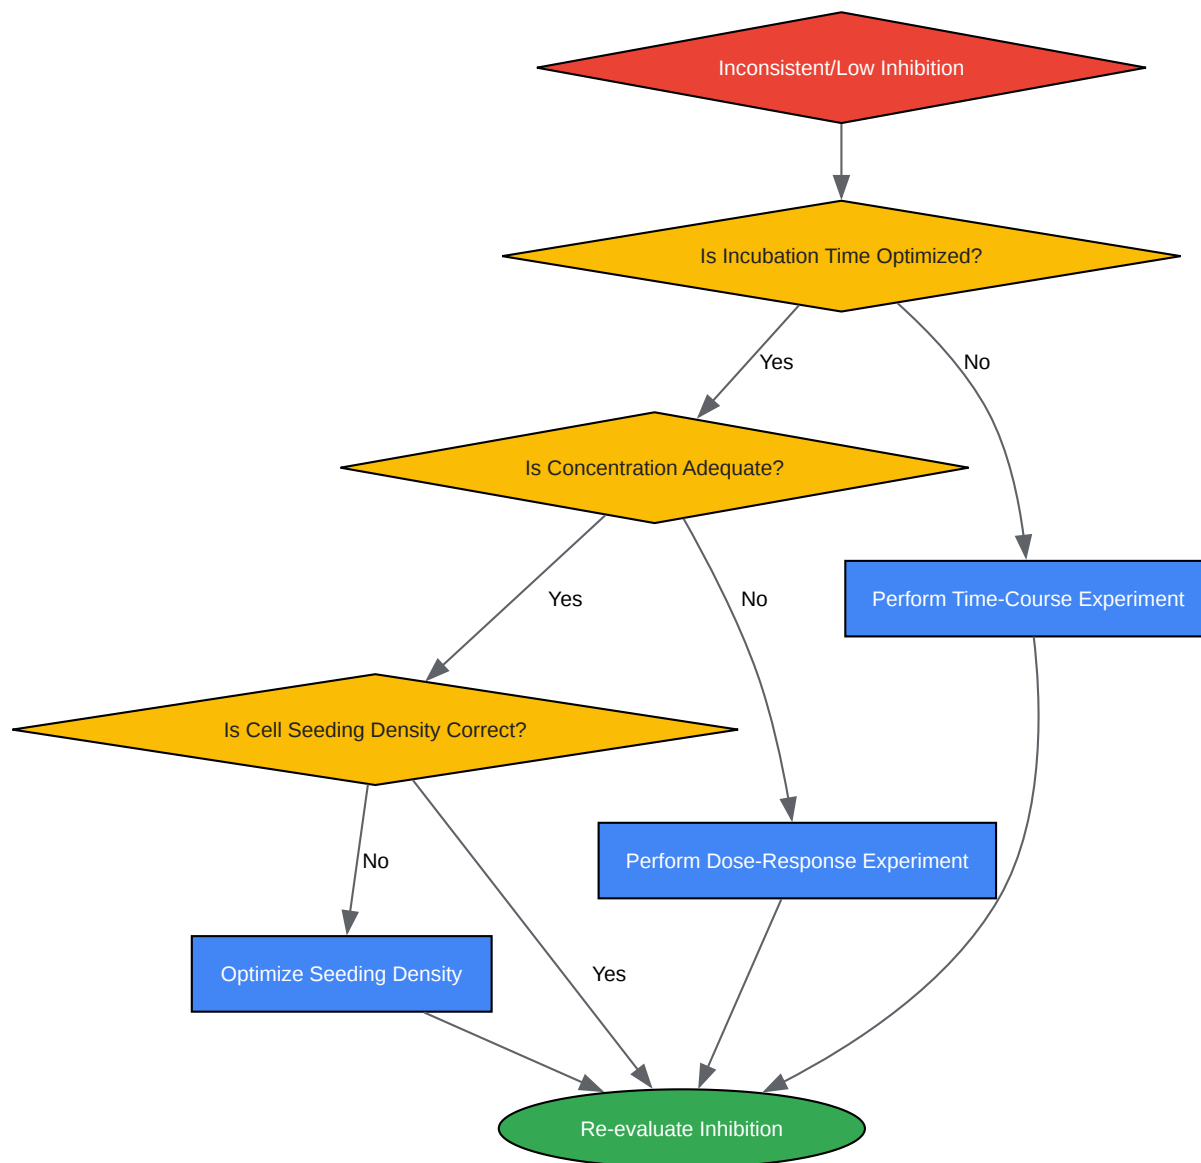 Inconsistent/Low Inhibition
Is Incubation Time Optimized?
Yes
No
Is Concentration Adequate?
Yes
No
Perform Time-Course Experiment
Is Cell Seeding Density Correct?
No
Perform Dose-Response Experiment
Optimize Seeding Density
Yes
Re-evaluate Inhibition